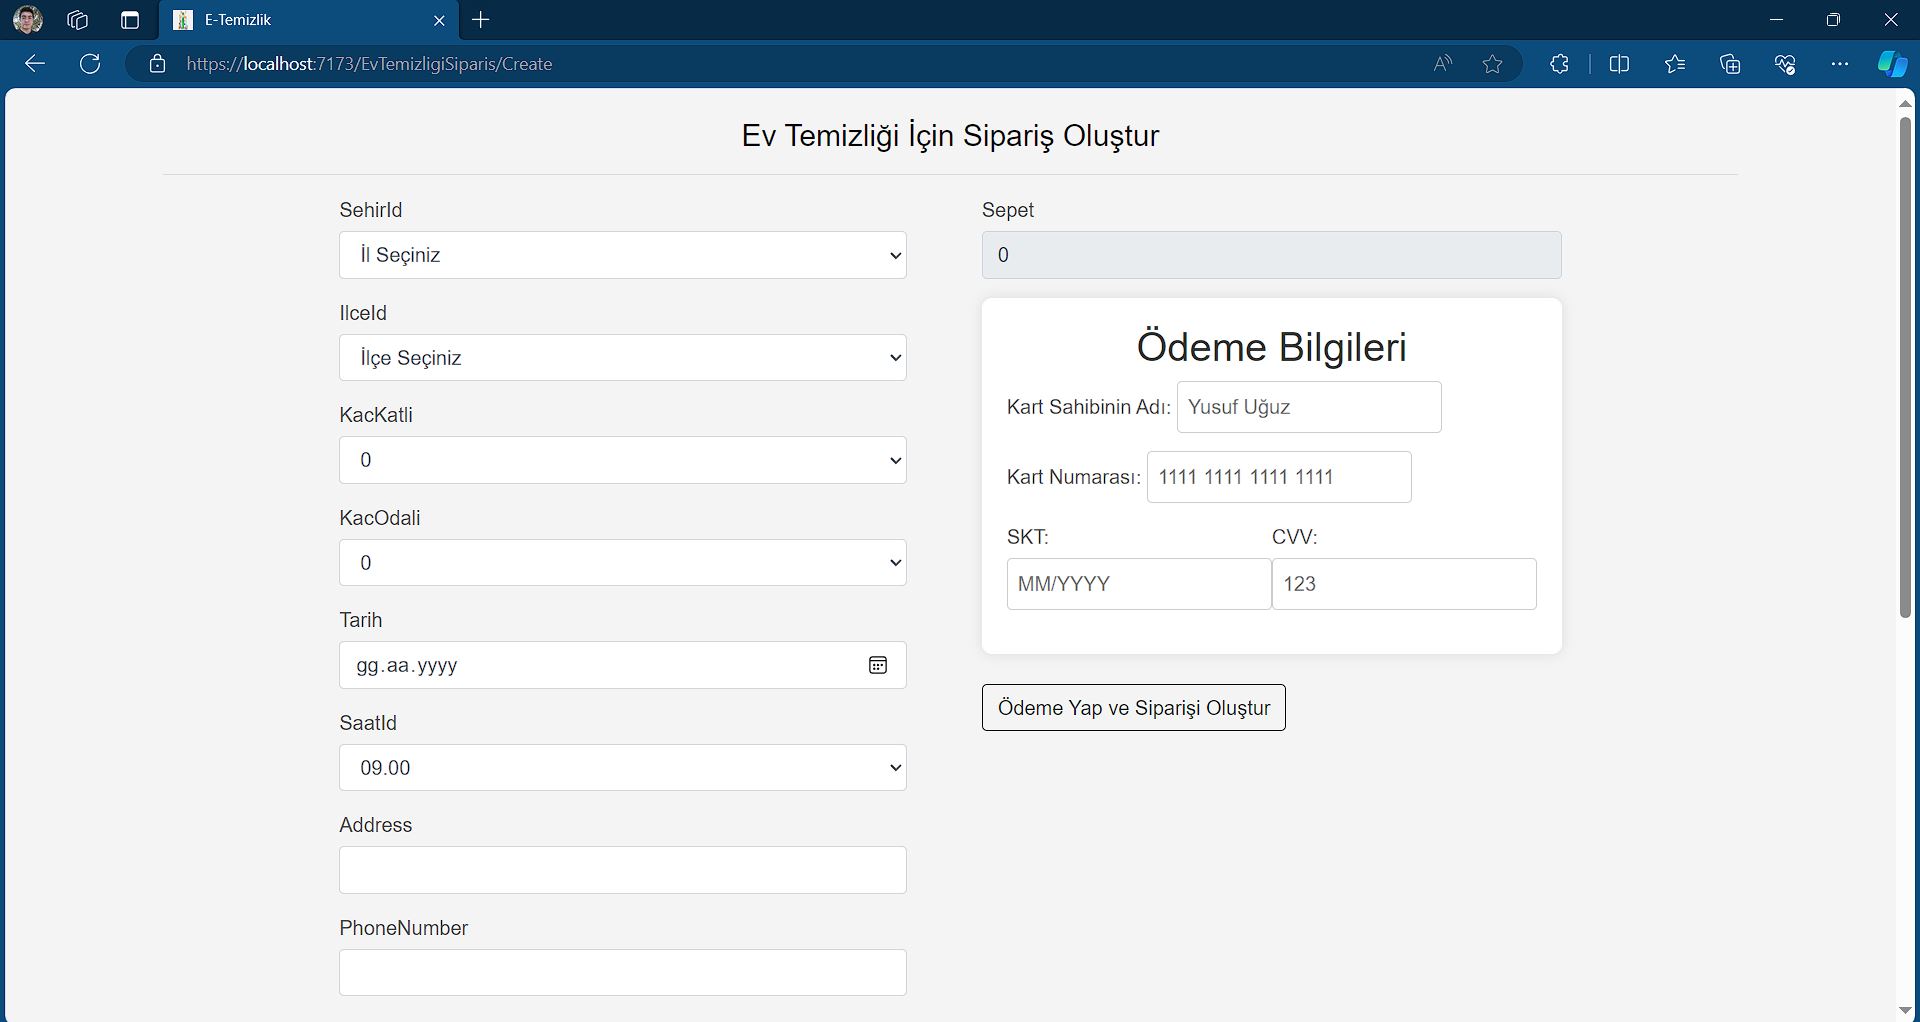 E-Temizlik
https://localhost:7173/EvTemizligiSiparis/Create
Ev Temizliği İçin Sipariş Oluştur
SehirId
İl Seçiniz
IlceId
İlçe Seçiniz
KacKatli
0
KacOdali
0
Tarih
gg.aa.yyyy
SaatId
09.00
Address
PhoneNumber
Sepet
0
Ödeme Bilgileri
Kart Sahibinin Adı: Yusuf Uğuz
Kart Numarası: 1111 1111 1111 1111
SKT: CVV:
MM/YYYY 123
Ödeme Yap ve Siparişi Oluştur